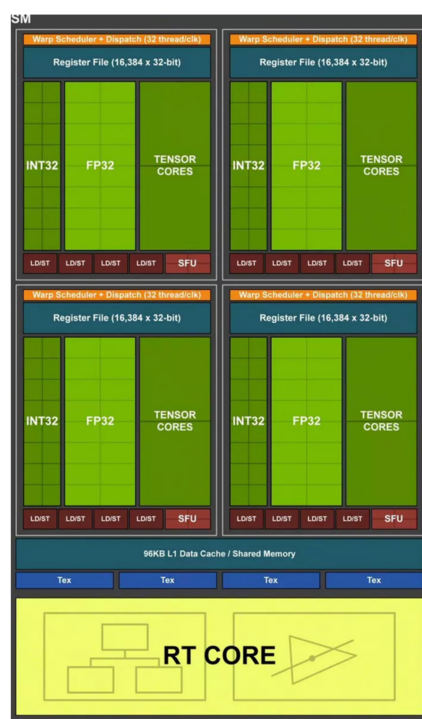 SM
Warp Scheduler + Dispatch (32 thread/clk)
Register File (16,384 x 32-bit)
INT32
FP32
TENSOR
CORES
LD/ST
LD/ST
LD/ST
LD/ST
SFU
Warp Scheduler + Dispatch (32 thread/clk)
Register File (16,384 x 32-bit)
INT32
FP32
TENSOR
CORES
LD/ST
LD/ST
LD/ST
LD/ST
SFU
Warp Scheduler + Dispatch (32 thread/clk)
Register File (16,384 x 32-bit)
INT32
FP32
TENSOR
CORES
LD/ST
LD/ST
LD/ST
LD/ST
SFU
Warp Scheduler + Dispatch (32 thread/clk)
Register File (16,384 x 32-bit)
INT32
FP32
TENSOR
CORES
LD/ST
LD/ST
LD/ST
LD/ST
SFU
96KB L1 Data Cache / Shared Memory
Tex
Tex
Tex
Tex
RT CORE